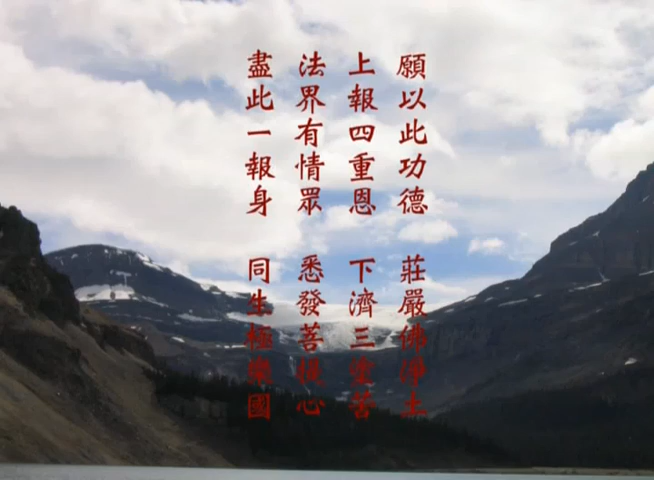 願以此功德　莊嚴佛淨土
上報四重恩　下濟三塗苦
法界有情眾　悉發菩提心
盡此一報身　同生極樂國